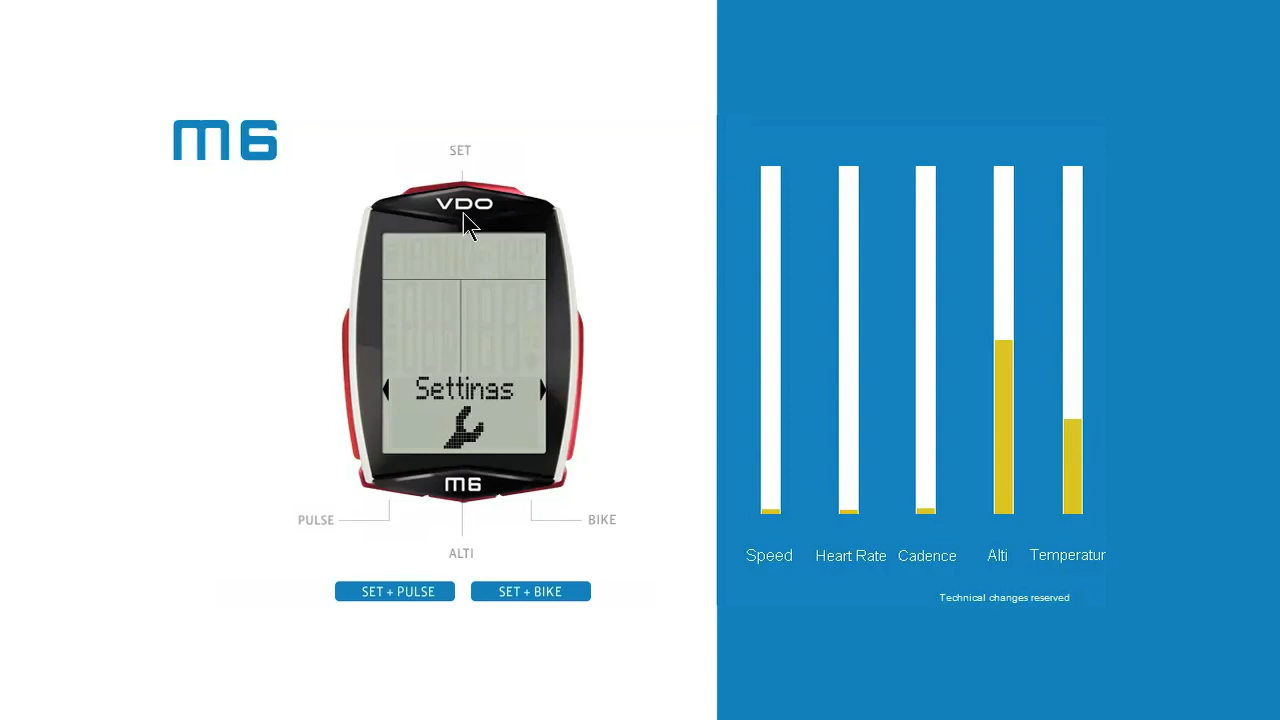 M6
SET
VDO
Settings
M6
PULSE
BIKE
ALTI
SET + PULSE
SET + BIKE
Speed
Heart Rate
Cadence
Alti
Temperatur
Technical changes reserved